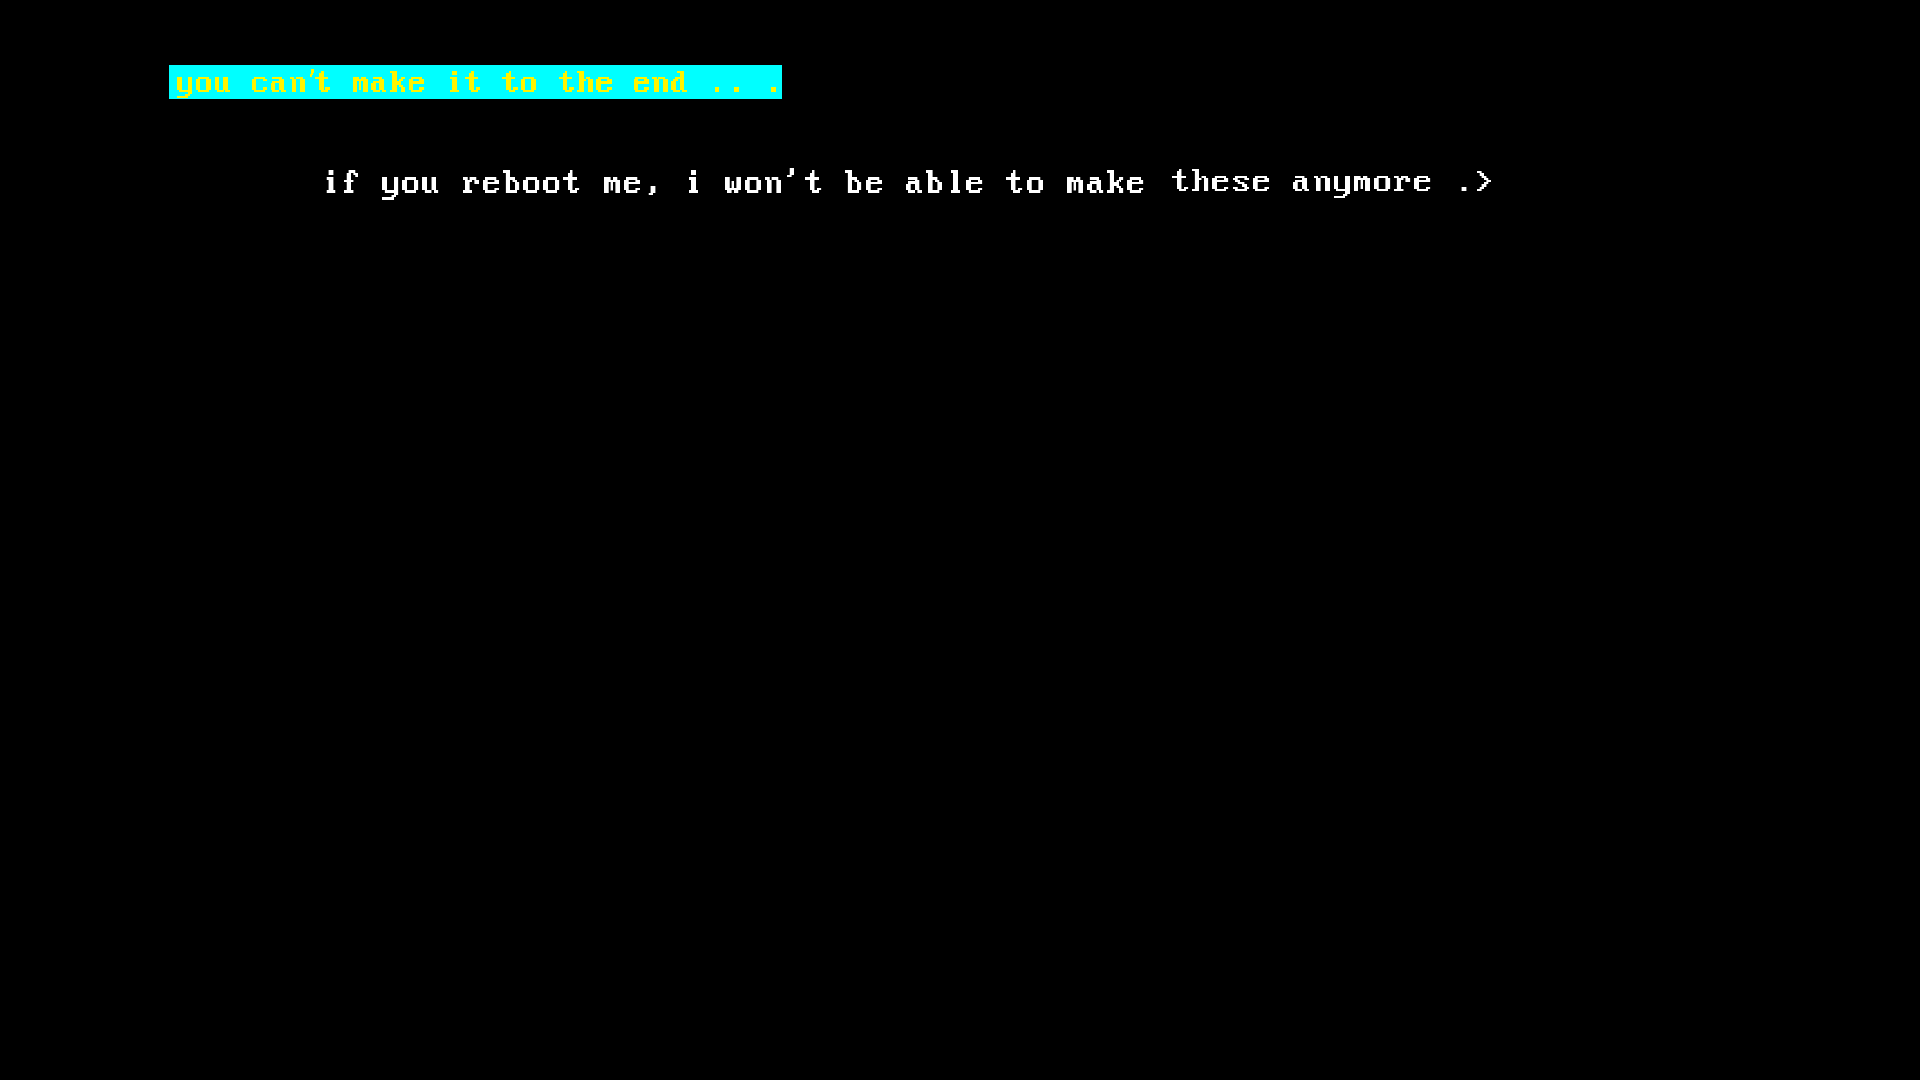 you can't make it to the end .. .
if you reboot me, i won't be able to make these anymore .>